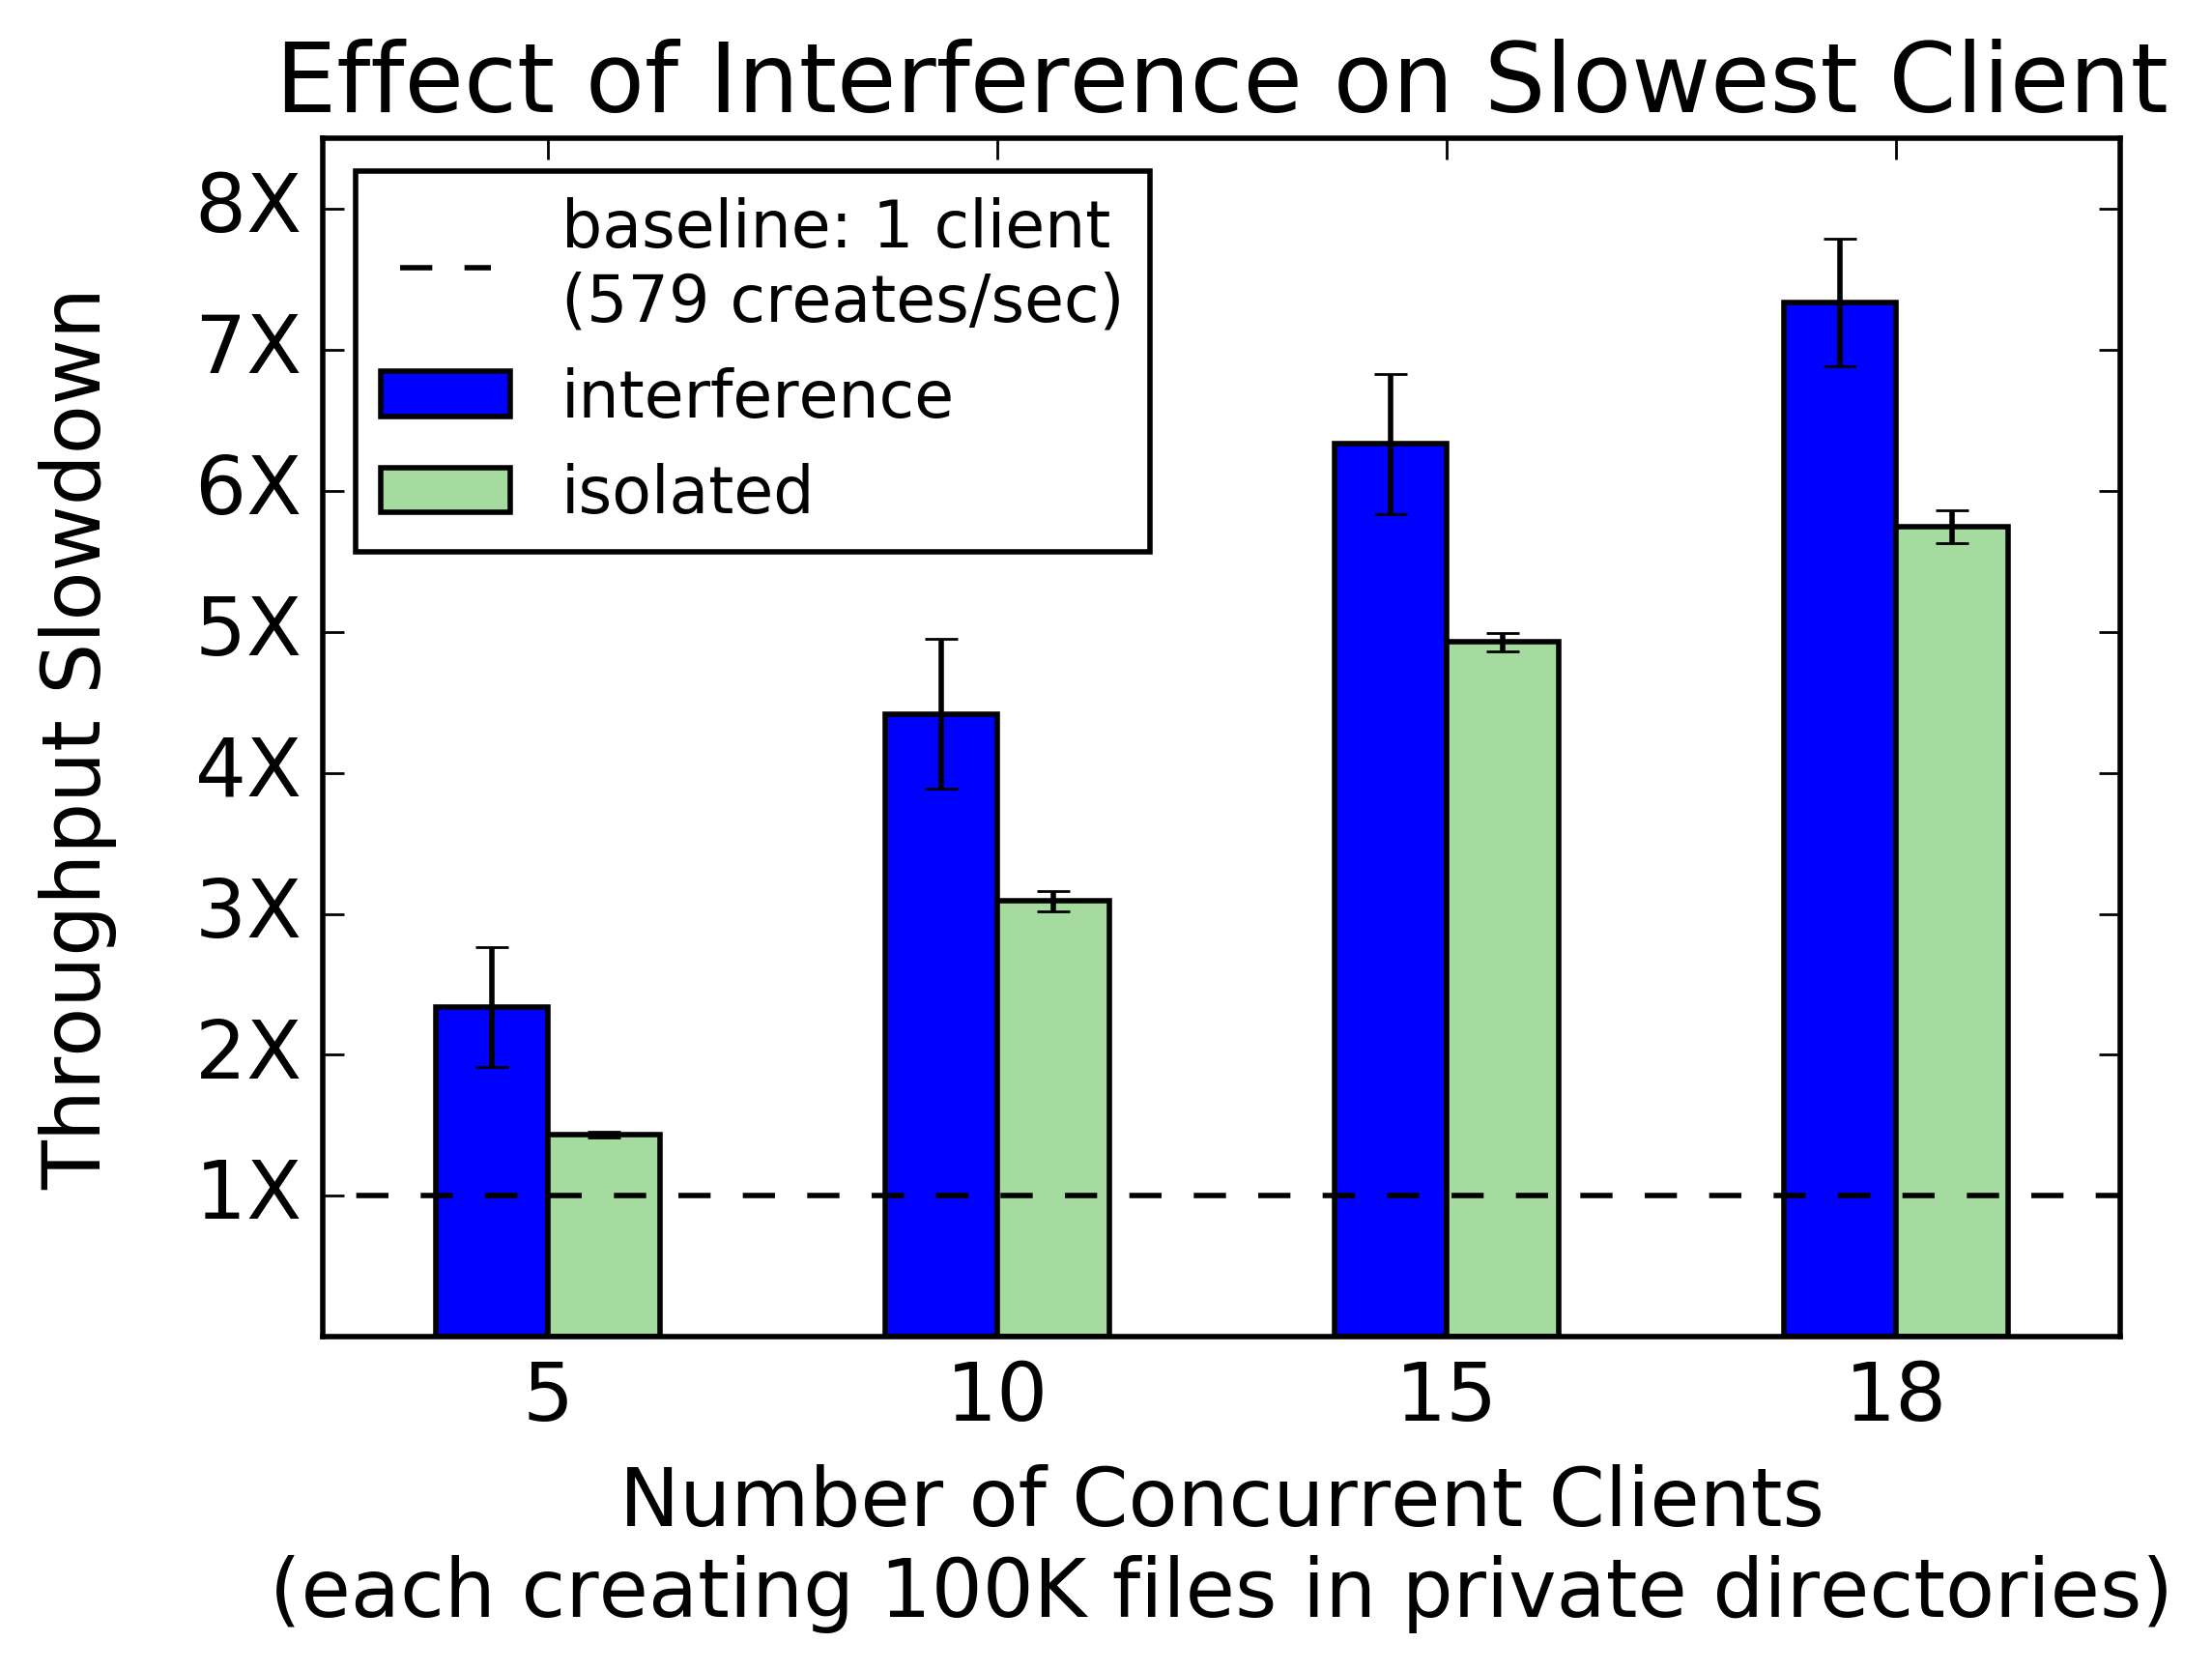 Effect of Interference on Slowest Client
Throughput Slowdown
8X
7X
6X
5X
4X
3X
2X
1X
baseline: 1 client
(579 creates/sec)
interference
isolated
5 10 15 18
Number of Concurrent Clients
(each creating 100K files in private directories)